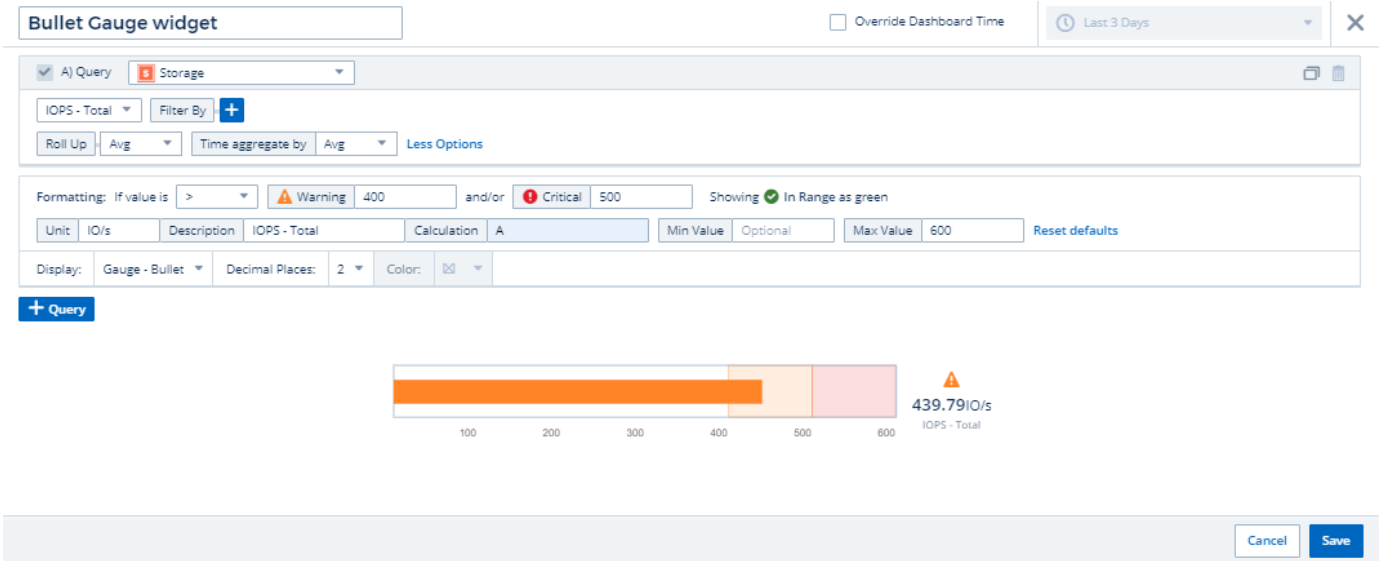 Bullet Gauge widget
Override Dashboard Time
Last 3 Days
A) Query
Storage
IOPS - Total
Filter By
Roll Up Avg
Time aggregate by Avg
Less Options
Formatting: If value is > Warning 400 and/or Critical 500 Showing In Range as green
Unit IO/s Description IOPS - Total Calculation A Min Value Optional Max Value 600 Reset defaults
Display: Gauge - Bullet Decimal Places: 2 Color:
+ Query
439.79IO/s
IOPS - Total
100 200 300 400 500 600
Cancel Save